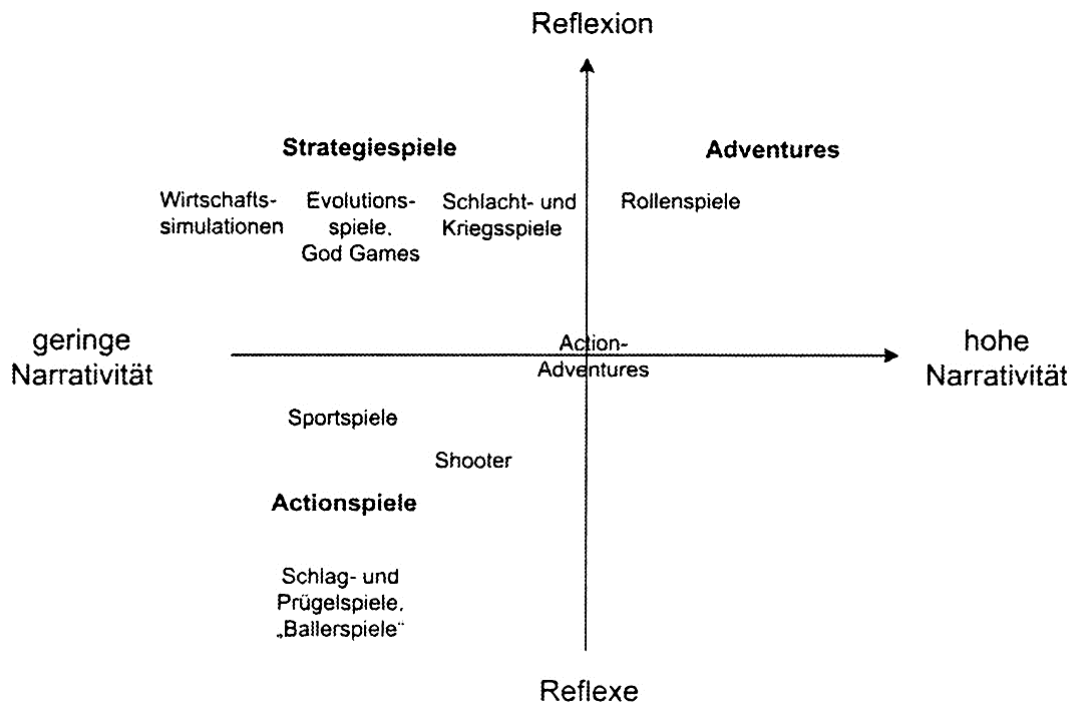 Reflexion
Strategiespiele
Adventures
Wirtschafts-
simulationen
Evolutions-
spiele,
God Games
Schlacht- und
Kriegsspiele
Rollenspiele
geringe
Narrativität
Action-
Adventures
hohe
Narrativität
Sportspiele
Shooter
Actionspiele
Schlag- und
Prügelspiele,
„Ballerspiele“
Reflexe